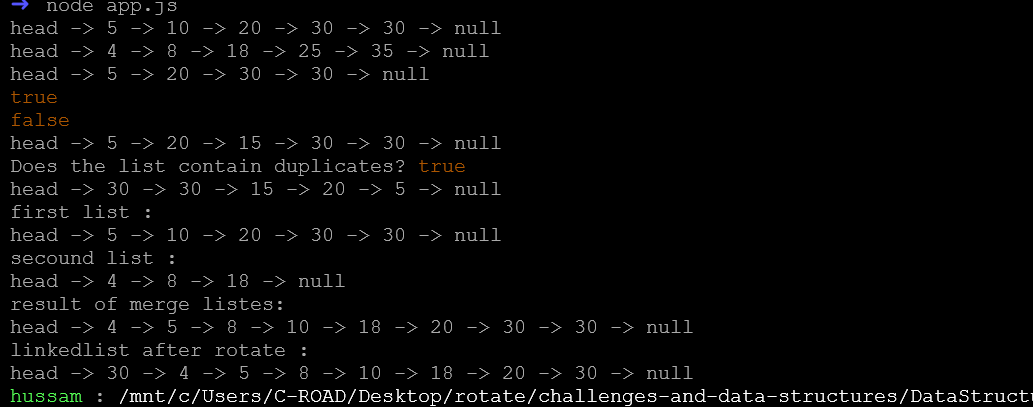 ➜ node app.js
head -> 5 -> 10 -> 20 -> 30 -> 30 -> null
head -> 4 -> 8 -> 18 -> 25 -> 35 -> null
head -> 5 -> 20 -> 30 -> 30 -> null
true
false
head -> 5 -> 20 -> 15 -> 30 -> 30 -> null
Does the list contain duplicates? true
head -> 30 -> 30 -> 15 -> 20 -> 5 -> null
first list :
head -> 5 -> 10 -> 20 -> 30 -> 30 -> null
secound list :
head -> 4 -> 8 -> 18 -> null
result of merge listes:
head -> 4 -> 5 -> 8 -> 10 -> 18 -> 20 -> 30 -> 30 -> null
linkedlist after rotate :
head -> 30 -> 4 -> 5 -> 8 -> 10 -> 18 -> 20 -> 30 -> null
hussam : /mnt/c/Users/C-ROAD/Desktop/rotate/challenges-and-data-structures/DataStruct